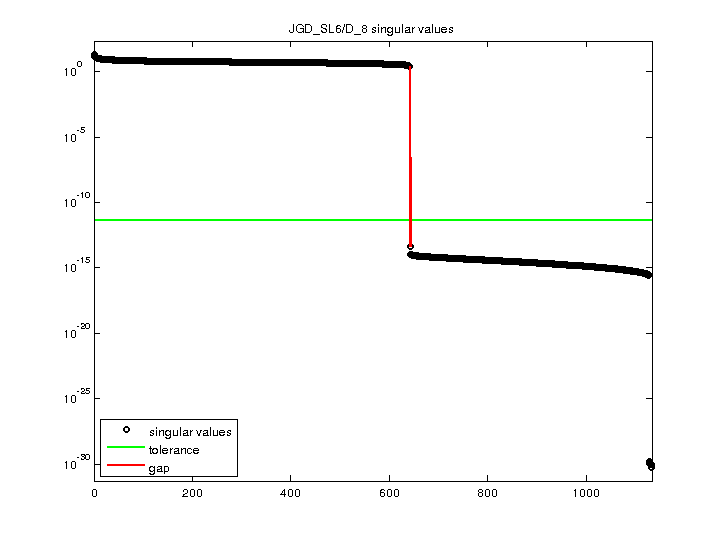 JGD_SL6/D_8 singular values
10^0
10^-5
10^-10
10^-15
10^-20
10^-25
10^-30
singular values
tolerance
gap
0 200 400 600 800 1000